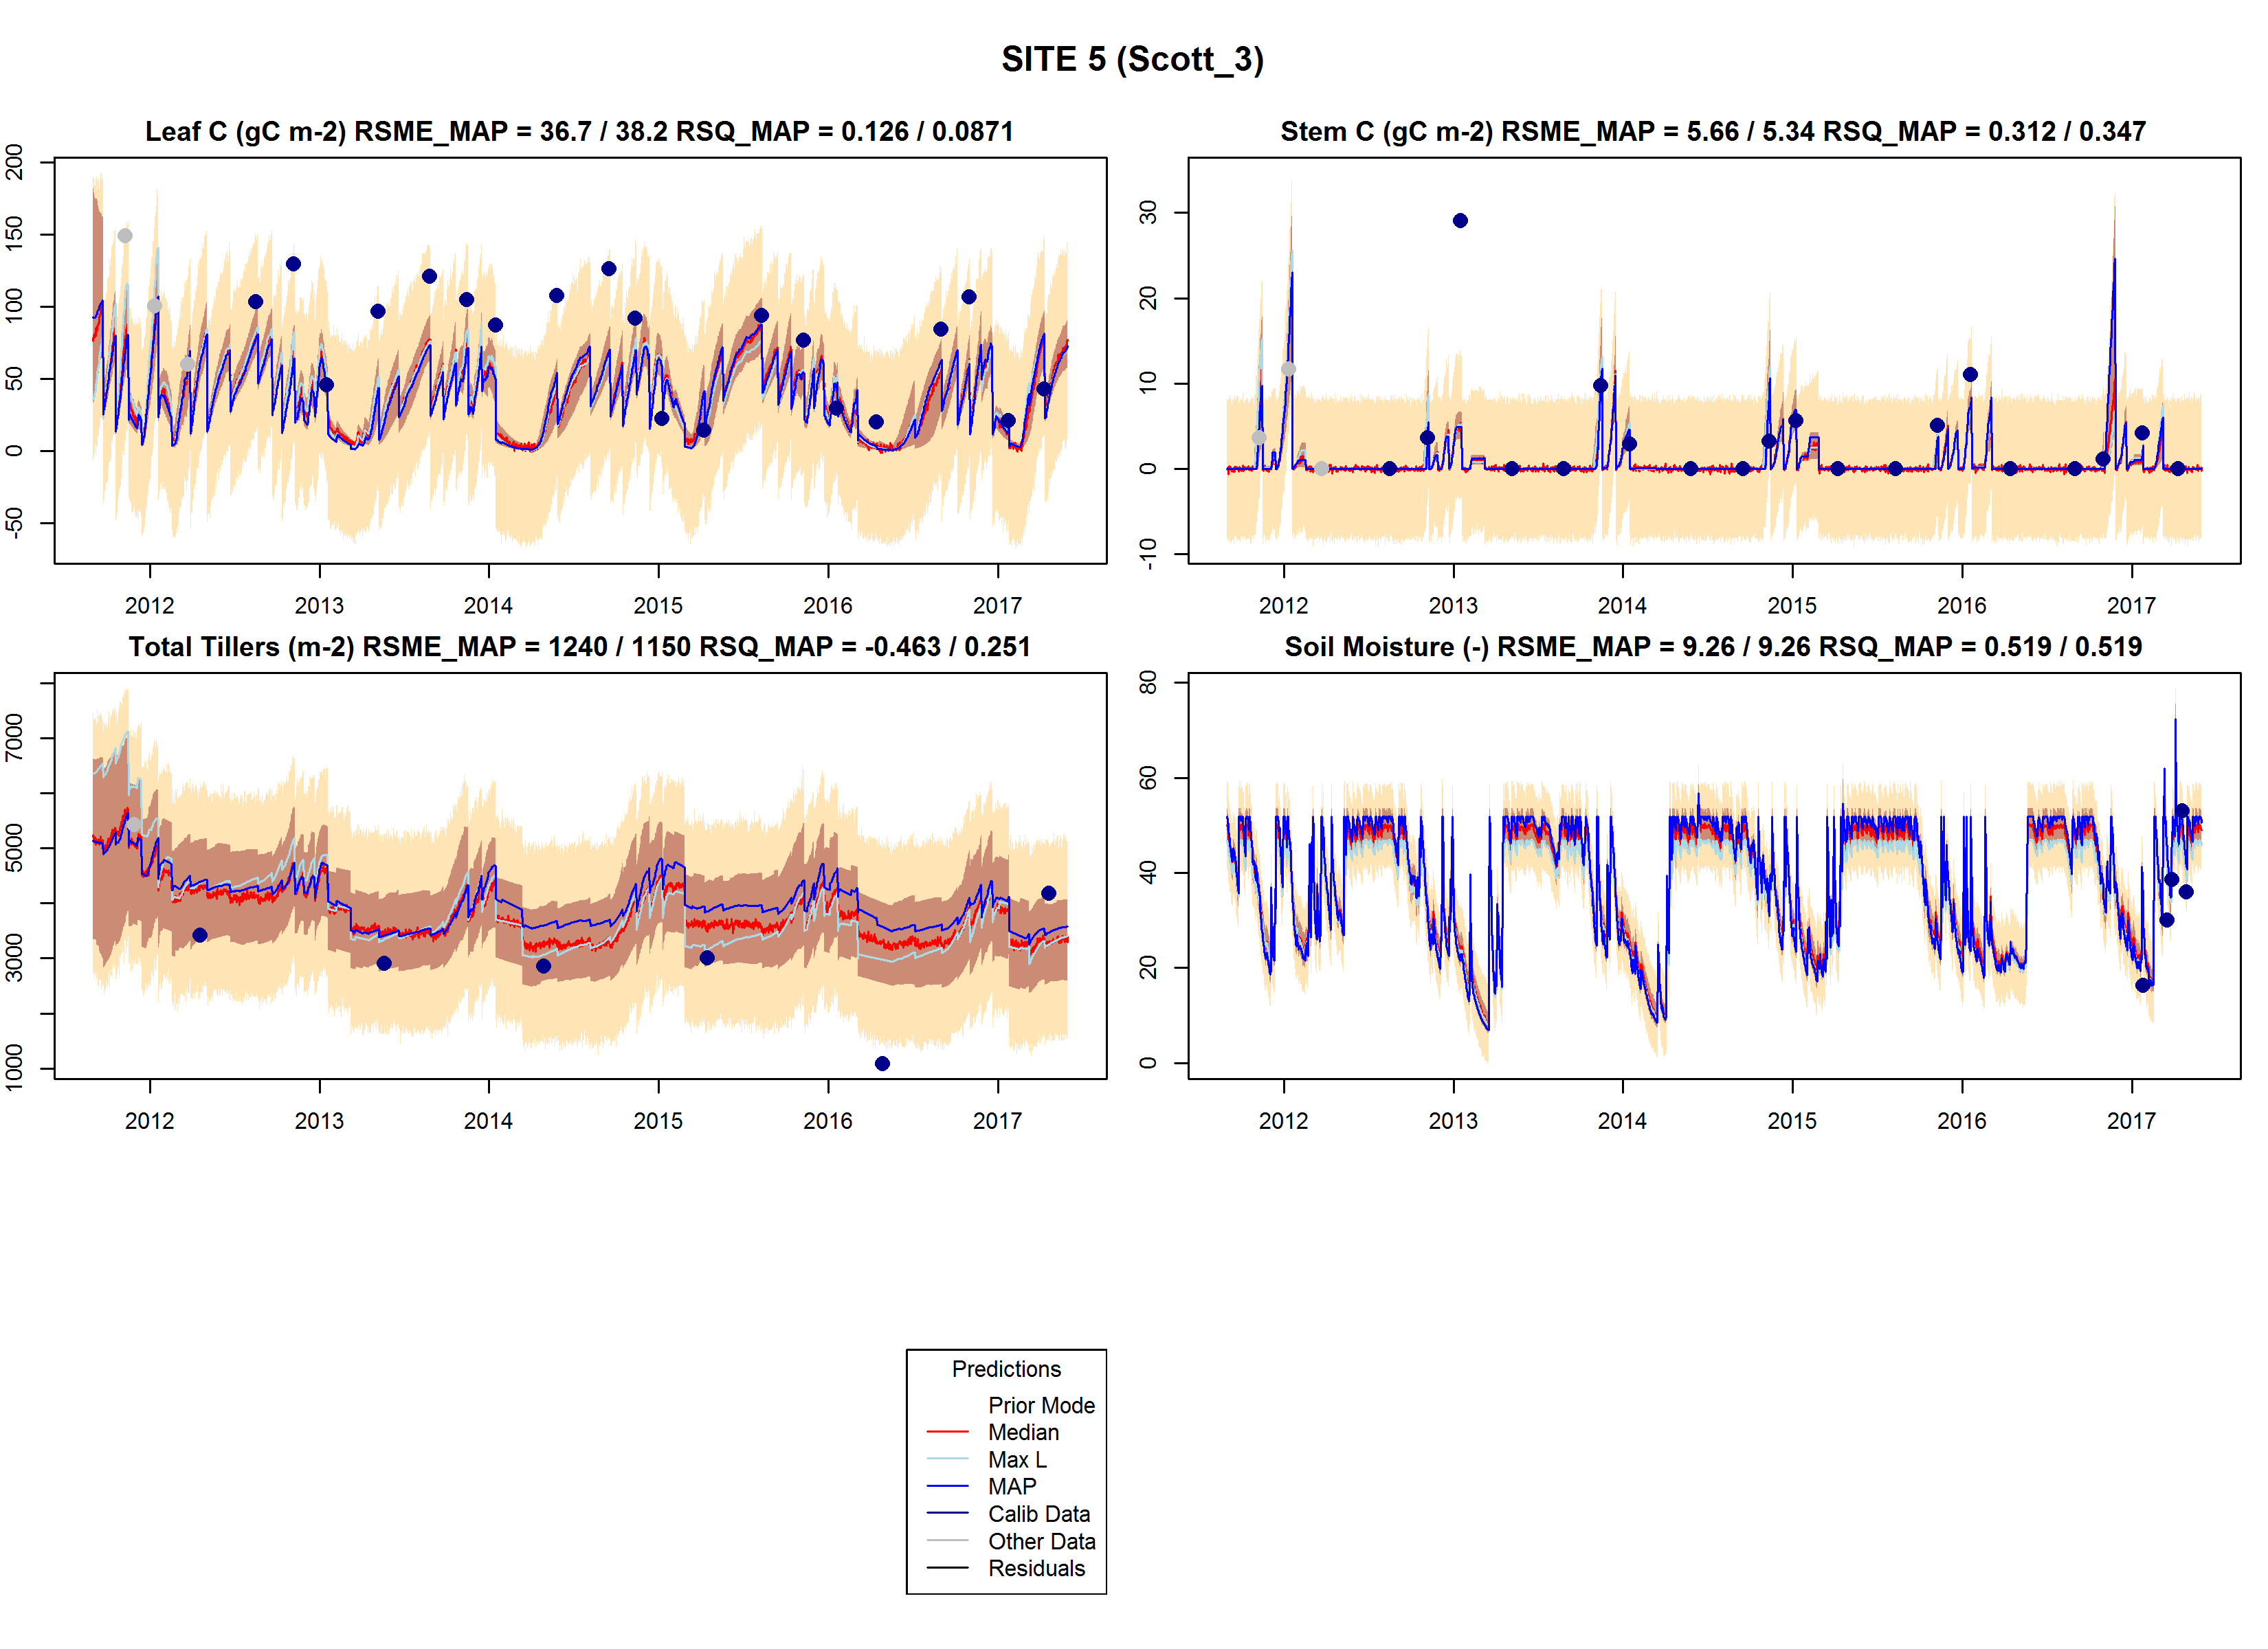 SITE 5 (Scott_3)
Leaf C (gC m-2) RSME_MAP = 36.7 / 38.2 RSQ_MAP = 0.126 / 0.0871
200
150
100
50
0
-50
2012 2013 2014 2015 2016 2017
Stem C (gC m-2) RSME_MAP = 5.66 / 5.34 RSQ_MAP = 0.312 / 0.347
30
20
10
0
-10
2012 2013 2014 2015 2016 2017
Total Tillers (m-2) RSME_MAP = 1240 / 1150 RSQ_MAP = -0.463 / 0.251
7000
5000
3000
1000
2012 2013 2014 2015 2016 2017
Soil Moisture (-) RSME_MAP = 9.26 / 9.26 RSQ_MAP = 0.519 / 0.519
80
60
40
20
0
2012 2013 2014 2015 2016 2017
Predictions
Prior Mode
Median
Max L
MAP
Calib Data
Other Data
Residuals